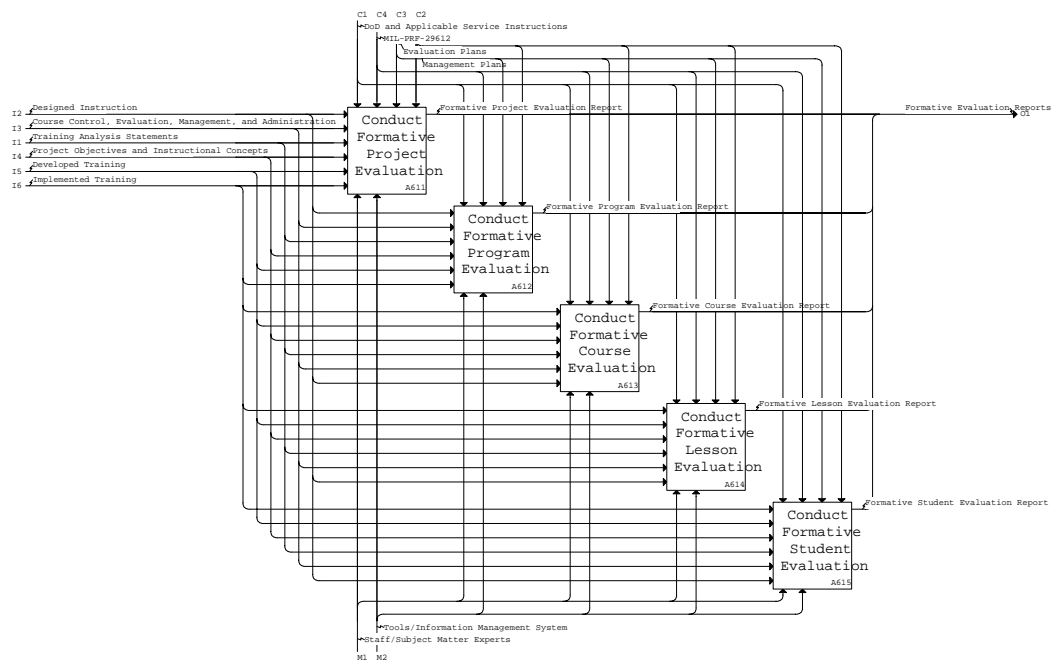 C1 C4 C3 C2
DoD and Applicable Service Instructions
MIL-PRF-29612
Evaluation Plans
Management Plans
I2 Designed Instruction
I3 Course Control, Evaluation, Management, and Administration
I1 Training Analysis Statements
I4 Project Objectives and Instructional Concepts
I5 Developed Training
I6 Implemented Training
Conduct
Formative
Project
Evaluation
A611
Formative Project Evaluation Report
Formative Evaluation Reports
O1
Conduct
Formative
Program
Evaluation
A612
Formative Program Evaluation Report
Conduct
Formative
Course
Evaluation
A613
Formative Course Evaluation Report
Conduct
Formative
Lesson
Evaluation
A614
Formative Lesson Evaluation Report
Conduct
Formative
Student
Evaluation
A615
Formative Student Evaluation Report
Tools/Information Management System
Staff/Subject Matter Experts
M1 M2